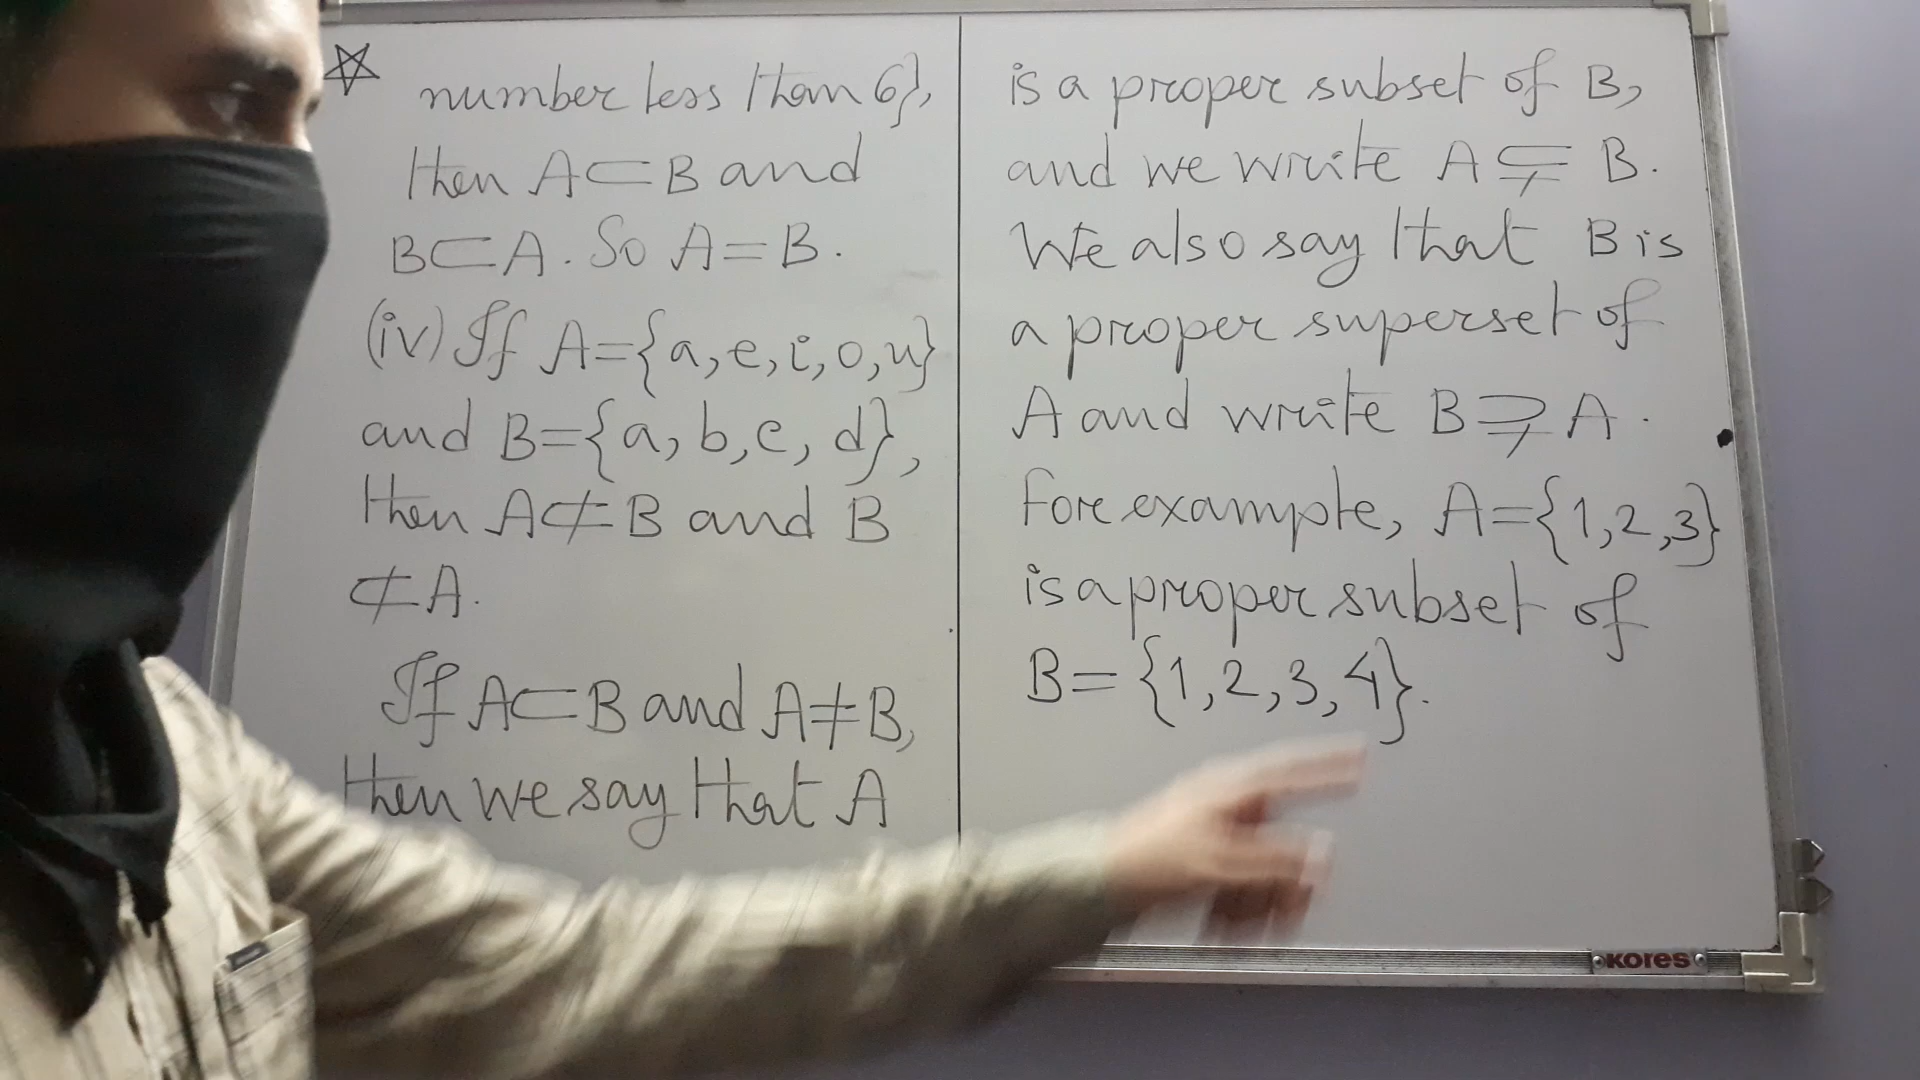 number less than 6},
then A⊂B and
B⊂A. So A=B.
(iv) If A={a,e,i,o,u}
and B={a,b,c,d},
then A⊄B and B
⊄A.
If A⊂B and A≠B,
then we say that A
is a proper subset of B,
and we write A⊊B.
We also say that B is
a proper superset of
A and write B⊋A.
For example, A={1,2,3}
is a proper subset of
B={1,2,3,4}.
KORES